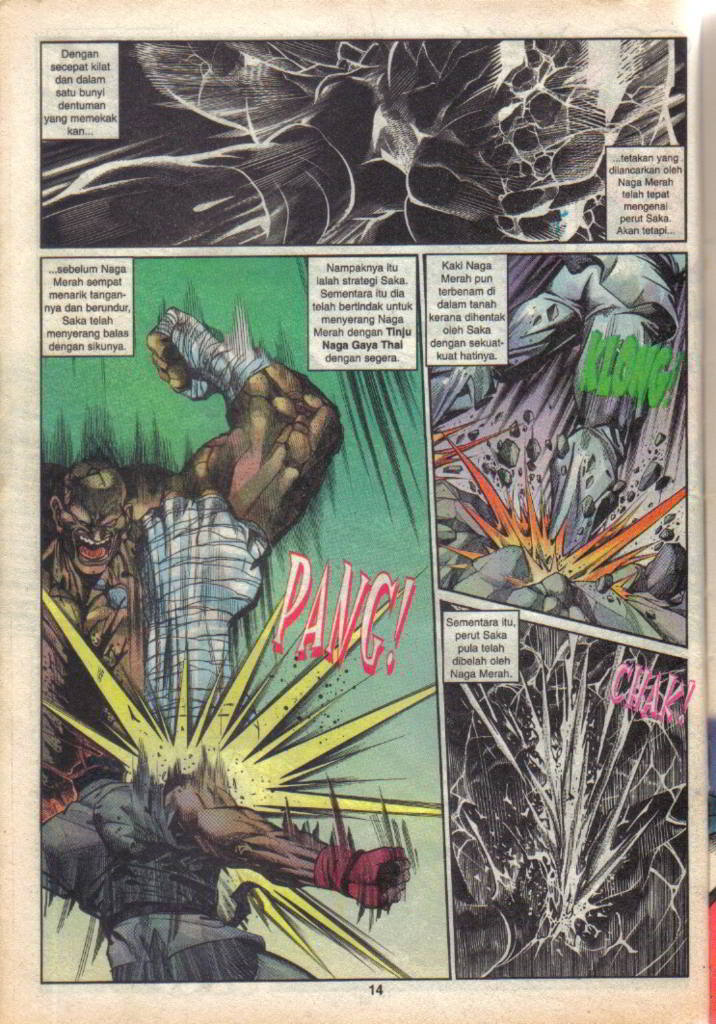 Dengan
secepat kilat
dan dalam
satu bunyi
dentuman
yang memekak
kan...
...tetakan yang
dilancarkan oleh
Naga Merah
telah tepat
mengenai
perut Saka.
Akan tetapi...
...sebelum Naga
Merah sempat
menarik tangan-
nya dan berundur,
Saka telah
menyerang balas
dengan sikunya.
Nampaknya itu
ialah strategi Saka.
Sementara itu dia
telah bertindak untuk
menyerang Naga
Merah dengan Tinju
Naga Gaya Thai
dengan segera.
PANG!
Kaki Naga
Merah pun
terbenam di
dalam tanah
kerana dihentak
oleh Saka
dengan sekuat-
kuat hatinya.
KLONG!
Sementara itu,
perut Saka
pula telah
dibelah oleh
Naga Merah.
CHAK!
14